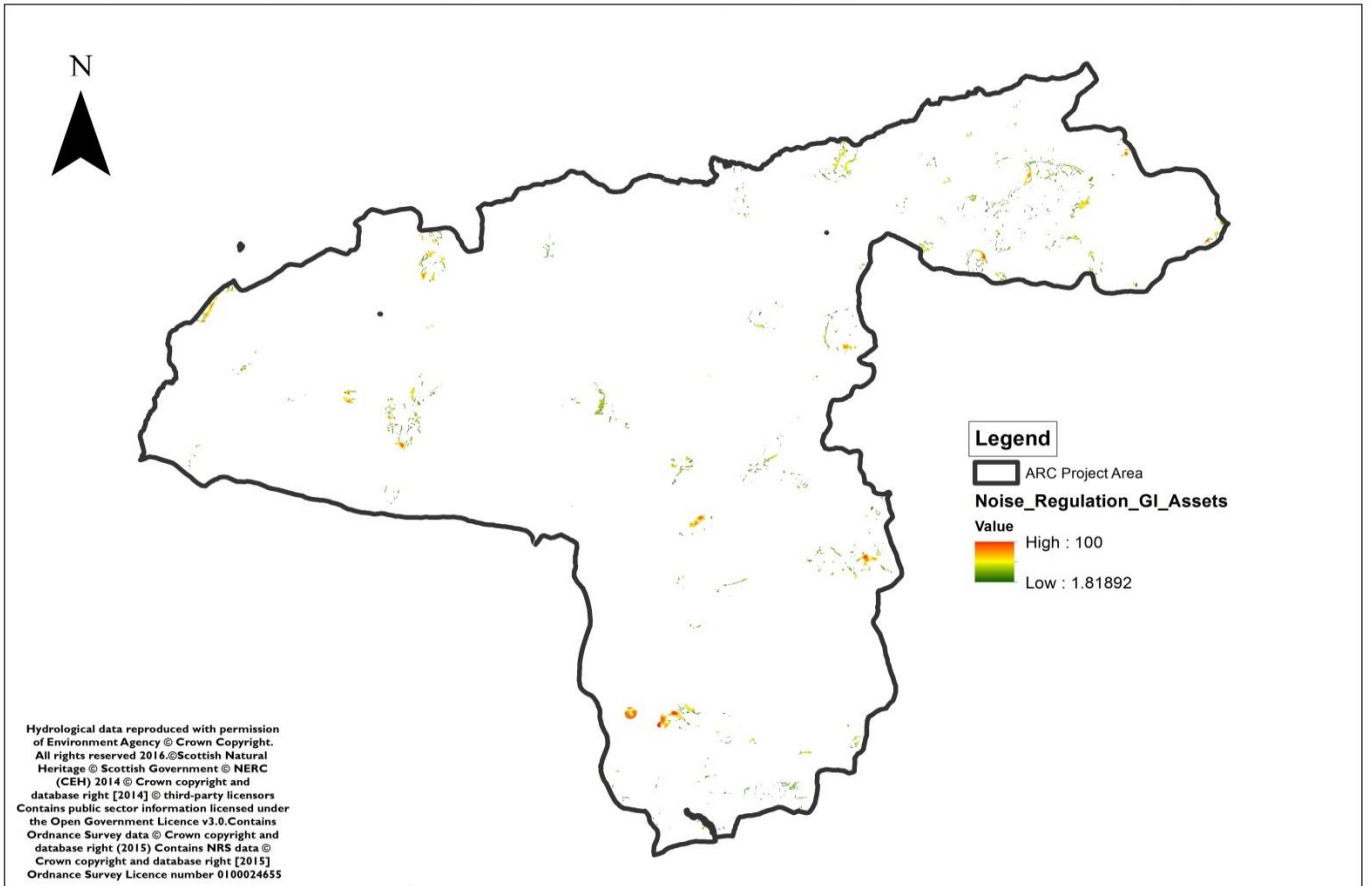 N
Legend
ARC Project Area
Noise_Regulation_GI_Assets
Value
High : 100
Low : 1.81892
Hydrological data reproduced with permission
of Environment Agency © Crown Copyright.
All rights reserved 2016.©Scottish Natural
Heritage © Scottish Government © NERC
(CEH) 2014 © Crown copyright and
database right [2014] © third-party licensors
Contains public sector information licensed under
the Open Government Licence v3.0.Contains
Ordnance Survey data © Crown copyright and
database right (2015) Contains NRS data ©
Crown copyright and database right [2015]
Ordnance Survey Licence number 0100024655